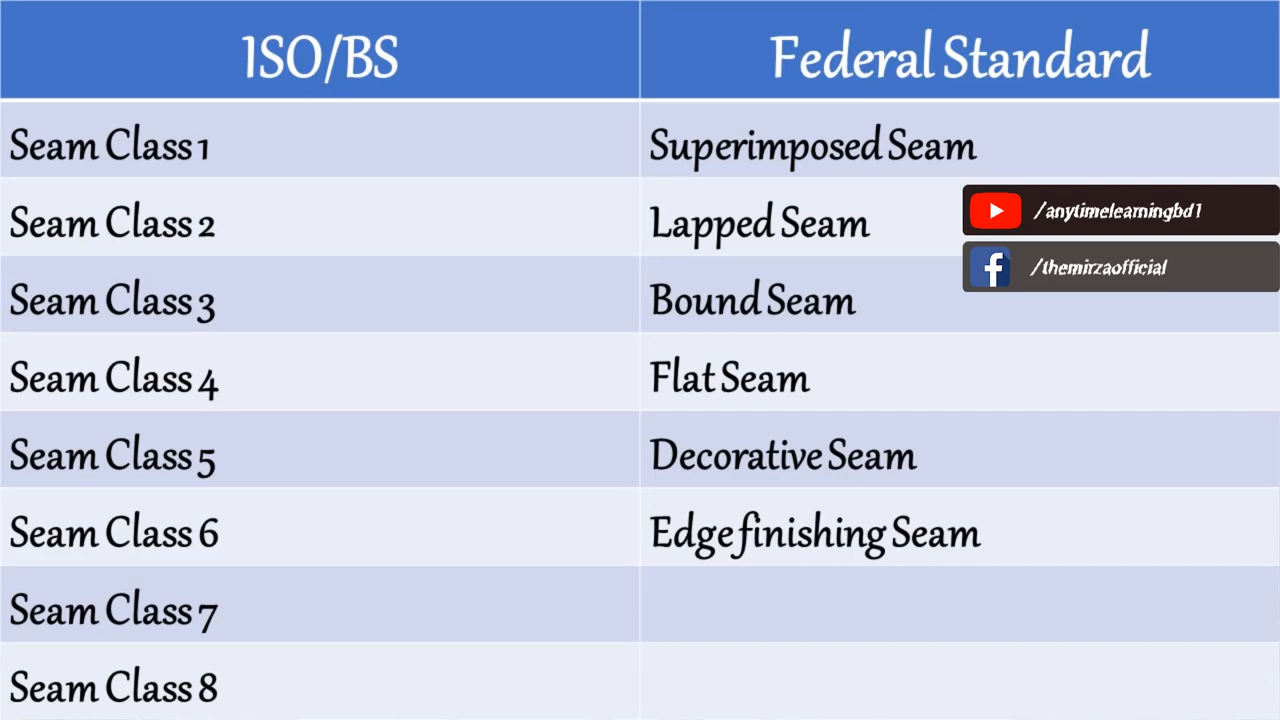 ISO/BS Federal Standard
Seam Class 1 Superimposed Seam
Seam Class 2 Lapped Seam
/anytimelearningbd1
/themirzaofficial
Seam Class 3 Bound Seam
Seam Class 4 Flat Seam
Seam Class 5 Decorative Seam
Seam Class 6 Edge finishing Seam
Seam Class 7
Seam Class 8